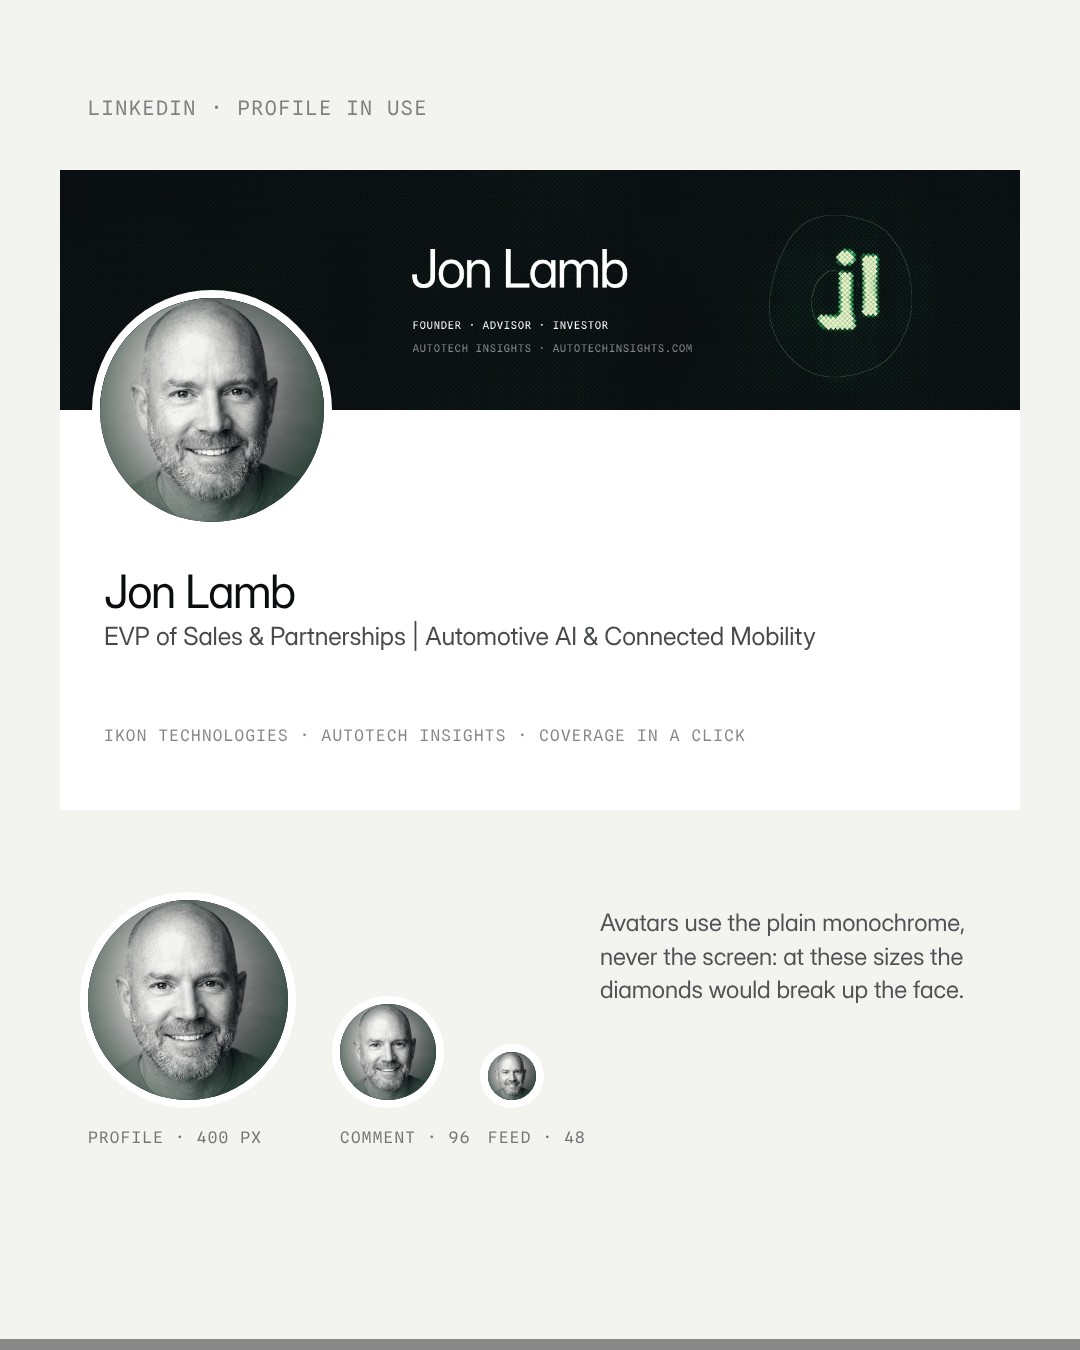 LINKEDIN · PROFILE IN USE
Jon Lamb
FOUNDER · ADVISOR · INVESTOR
AUTOTECH INSIGHTS · AUTOTECHINSIGHTS.COM
jl
Jon Lamb
EVP of Sales & Partnerships | Automotive AI & Connected Mobility
IKON TECHNOLOGIES · AUTOTECH INSIGHTS · COVERAGE IN A CLICK
Avatars use the plain monochrome,
never the screen: at these sizes the
diamonds would break up the face.
PROFILE · 400 PX
COMMENT · 96
FEED · 48